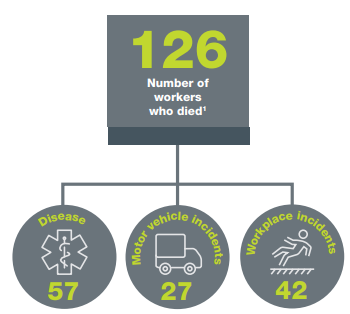 126
Number of
workers
who died¹
Disease
57
Motor vehicle incidents
27
Workplace incidents
42